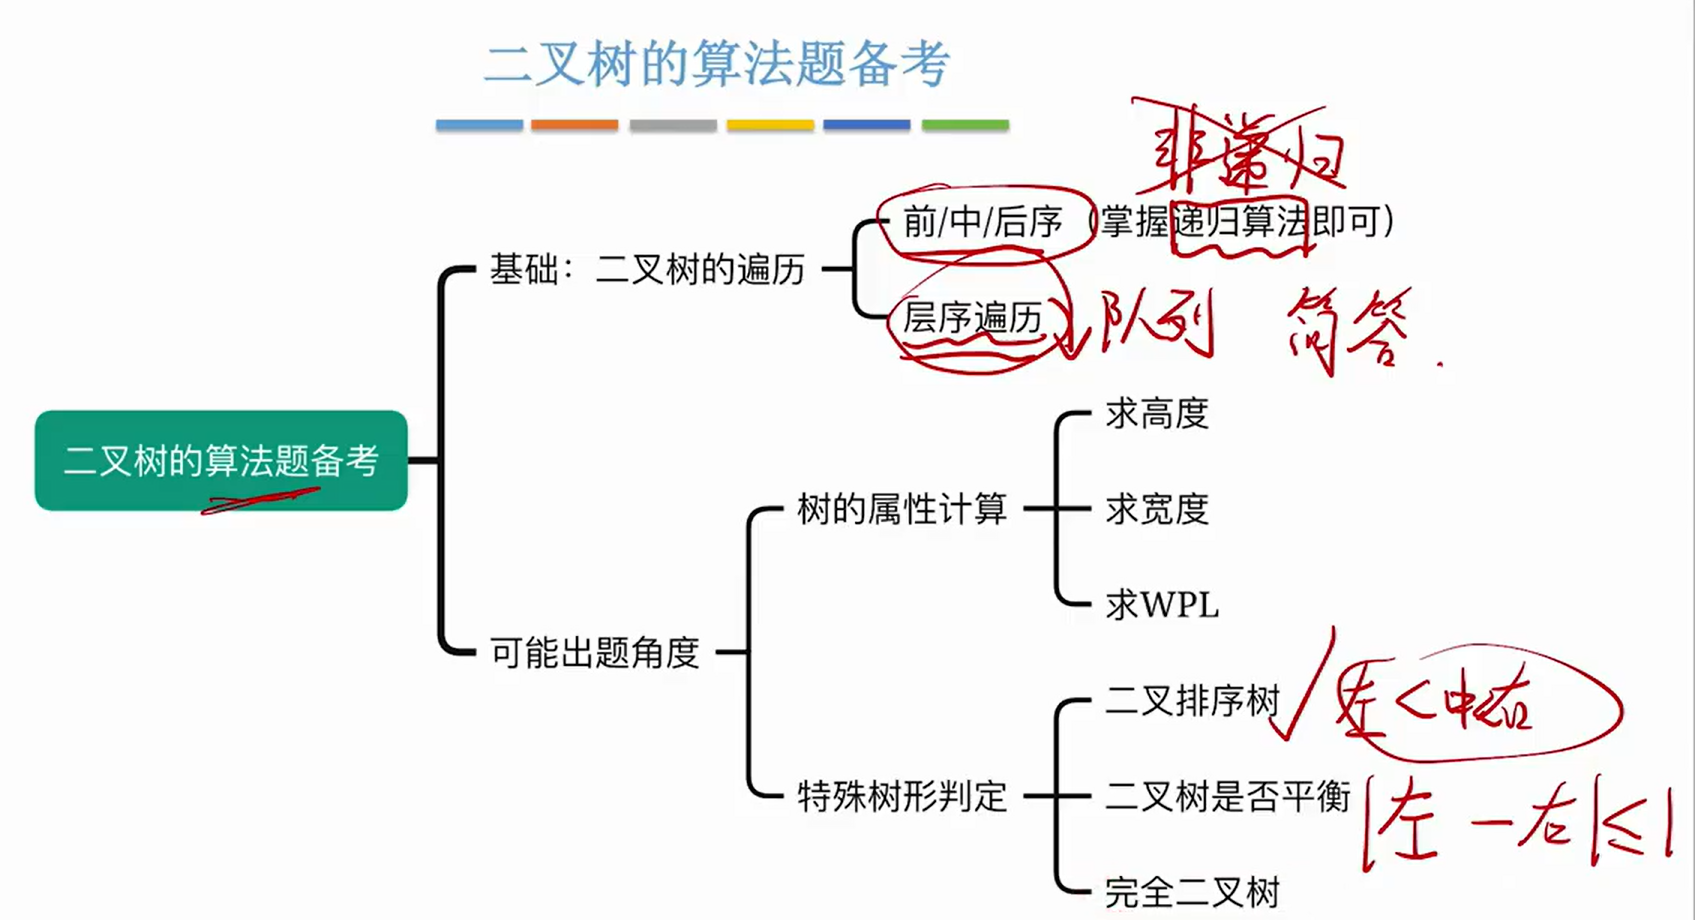 二叉树的算法题备考
非递归
前/中/后序（掌握递归算法即可）
基础：二叉树的遍历
层序遍历 队列 简答.
求高度
二叉树的算法题备考
树的属性计算
求宽度
求WPL
可能出题角度
二叉排序树 左<中<右
特殊树形判定
二叉树是否平衡 |左-右|≤1
完全二叉树